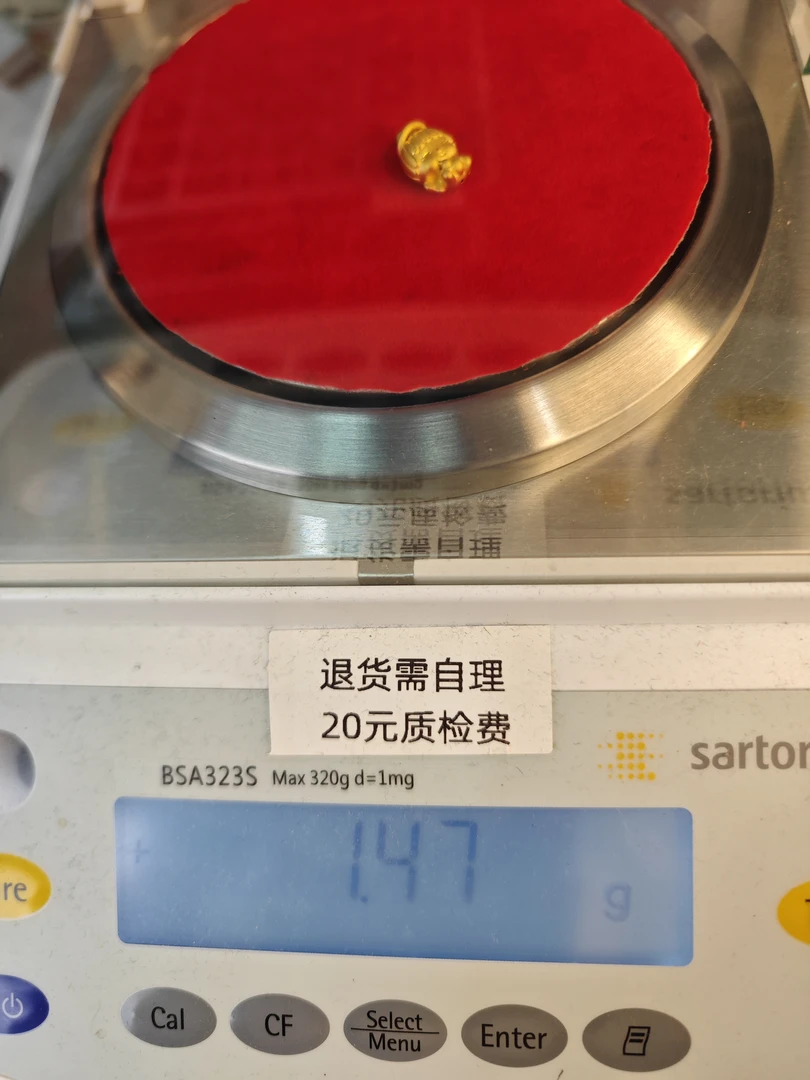 退货需自理
20元质检费
sartor
BSA323S Max 320g d=1mg
+ 1.47 g
re
Cal
CF
Select
Menu
Enter